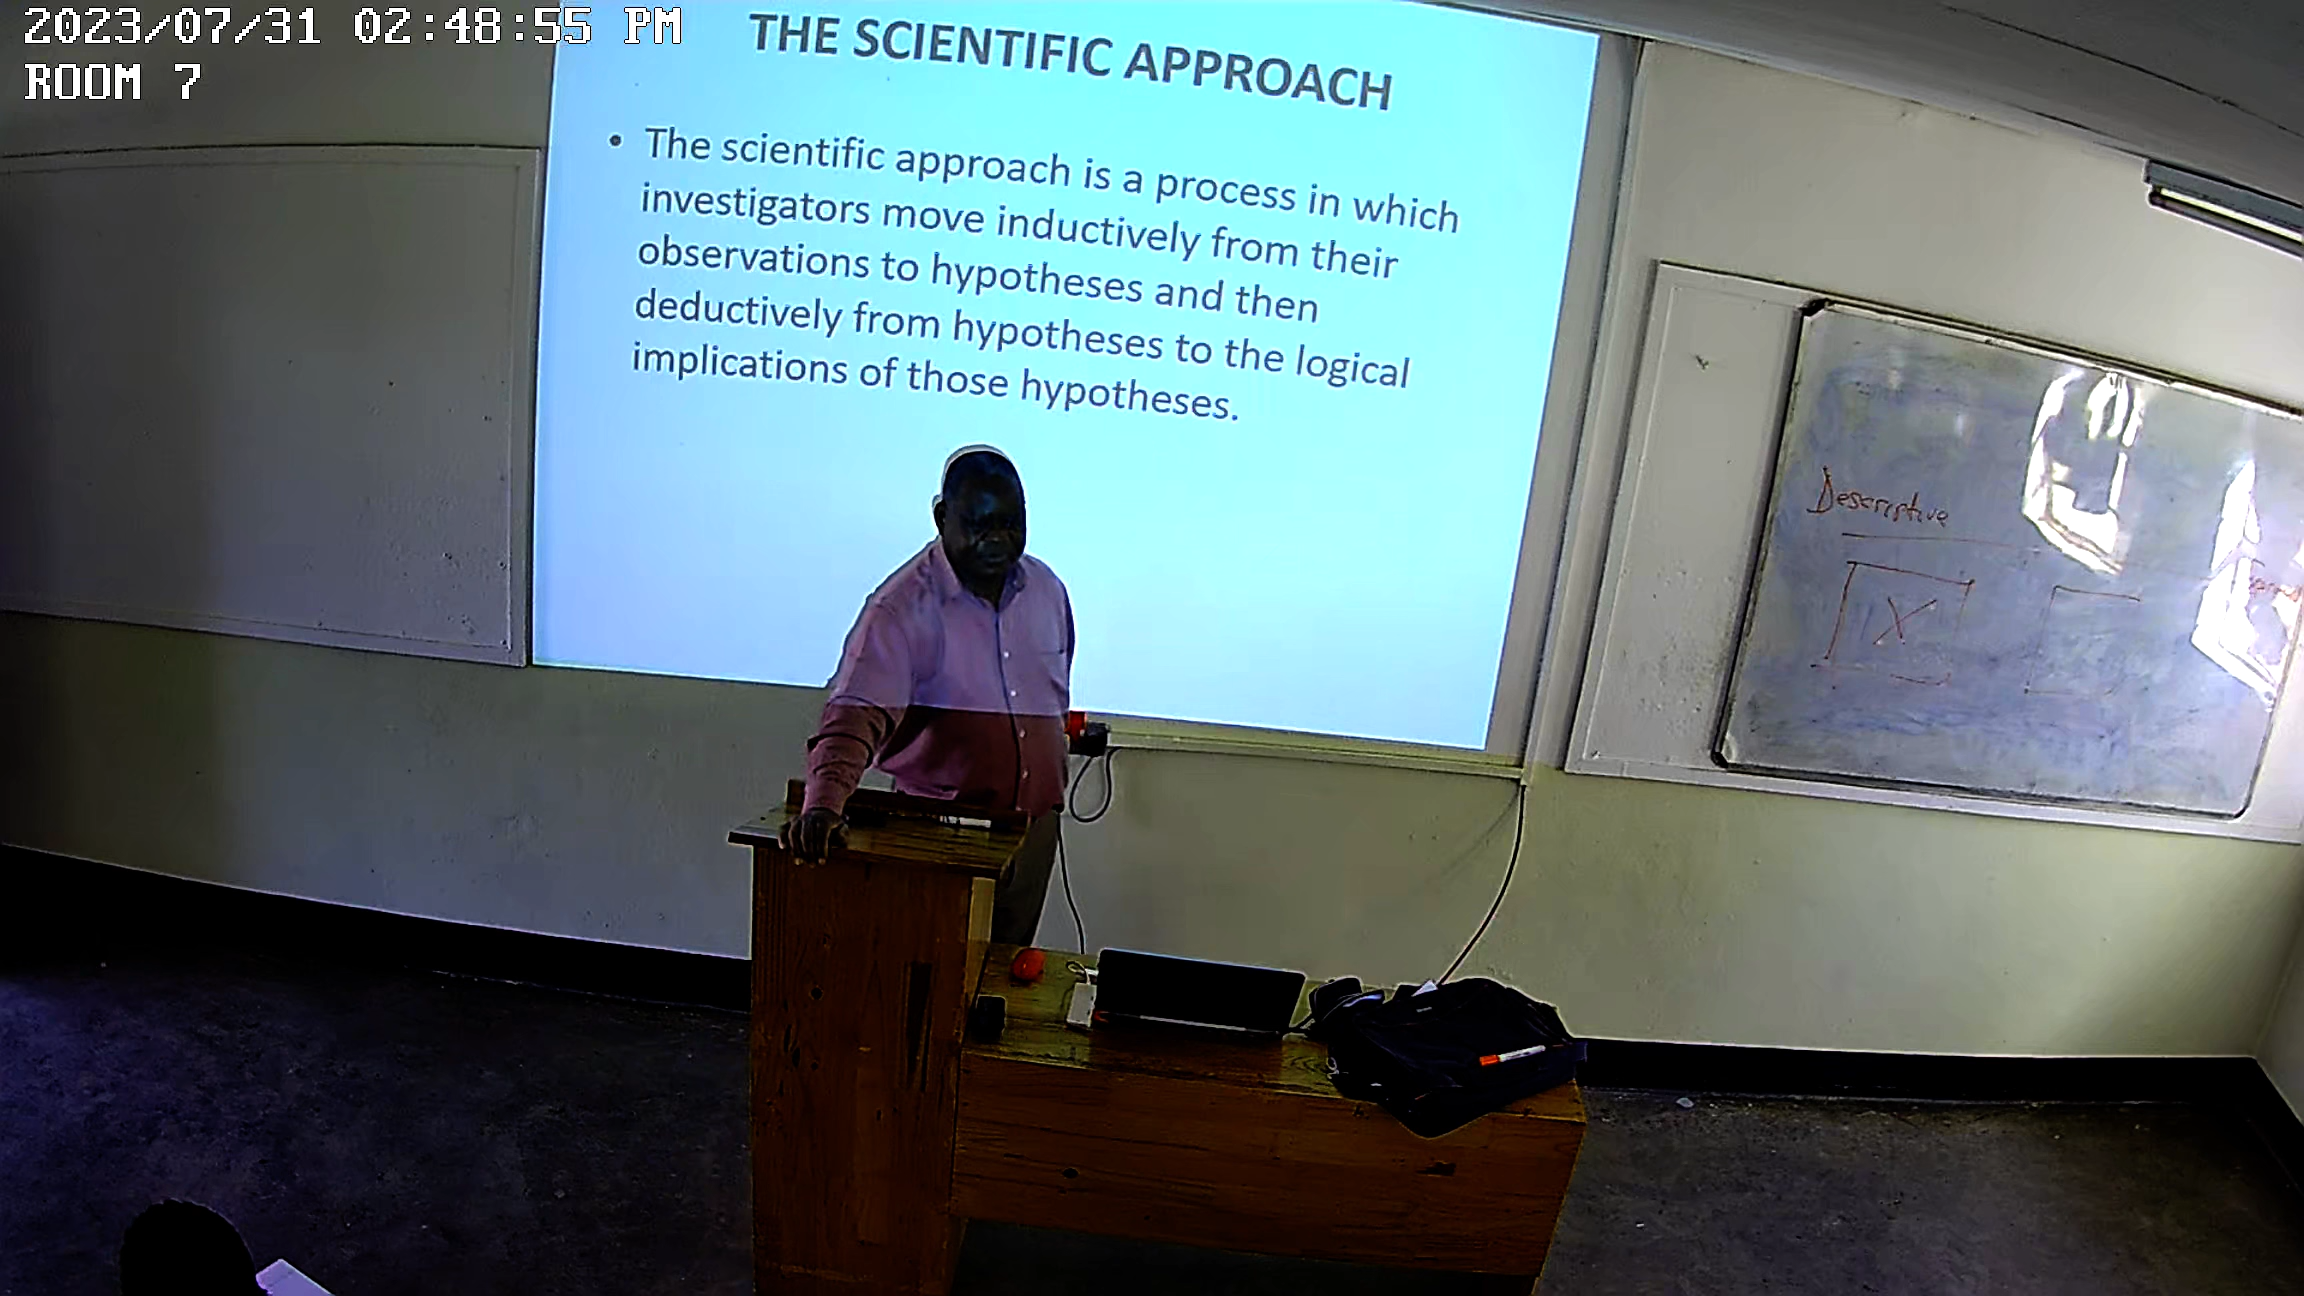 2023/07/31 02:48:55 PM
ROOM 7
THE SCIENTIFIC APPROACH
• The scientific approach is a process in which
investigators move inductively from their
observations to hypotheses and then
deductively from hypotheses to the logical
implications of those hypotheses.
Descriptive
X